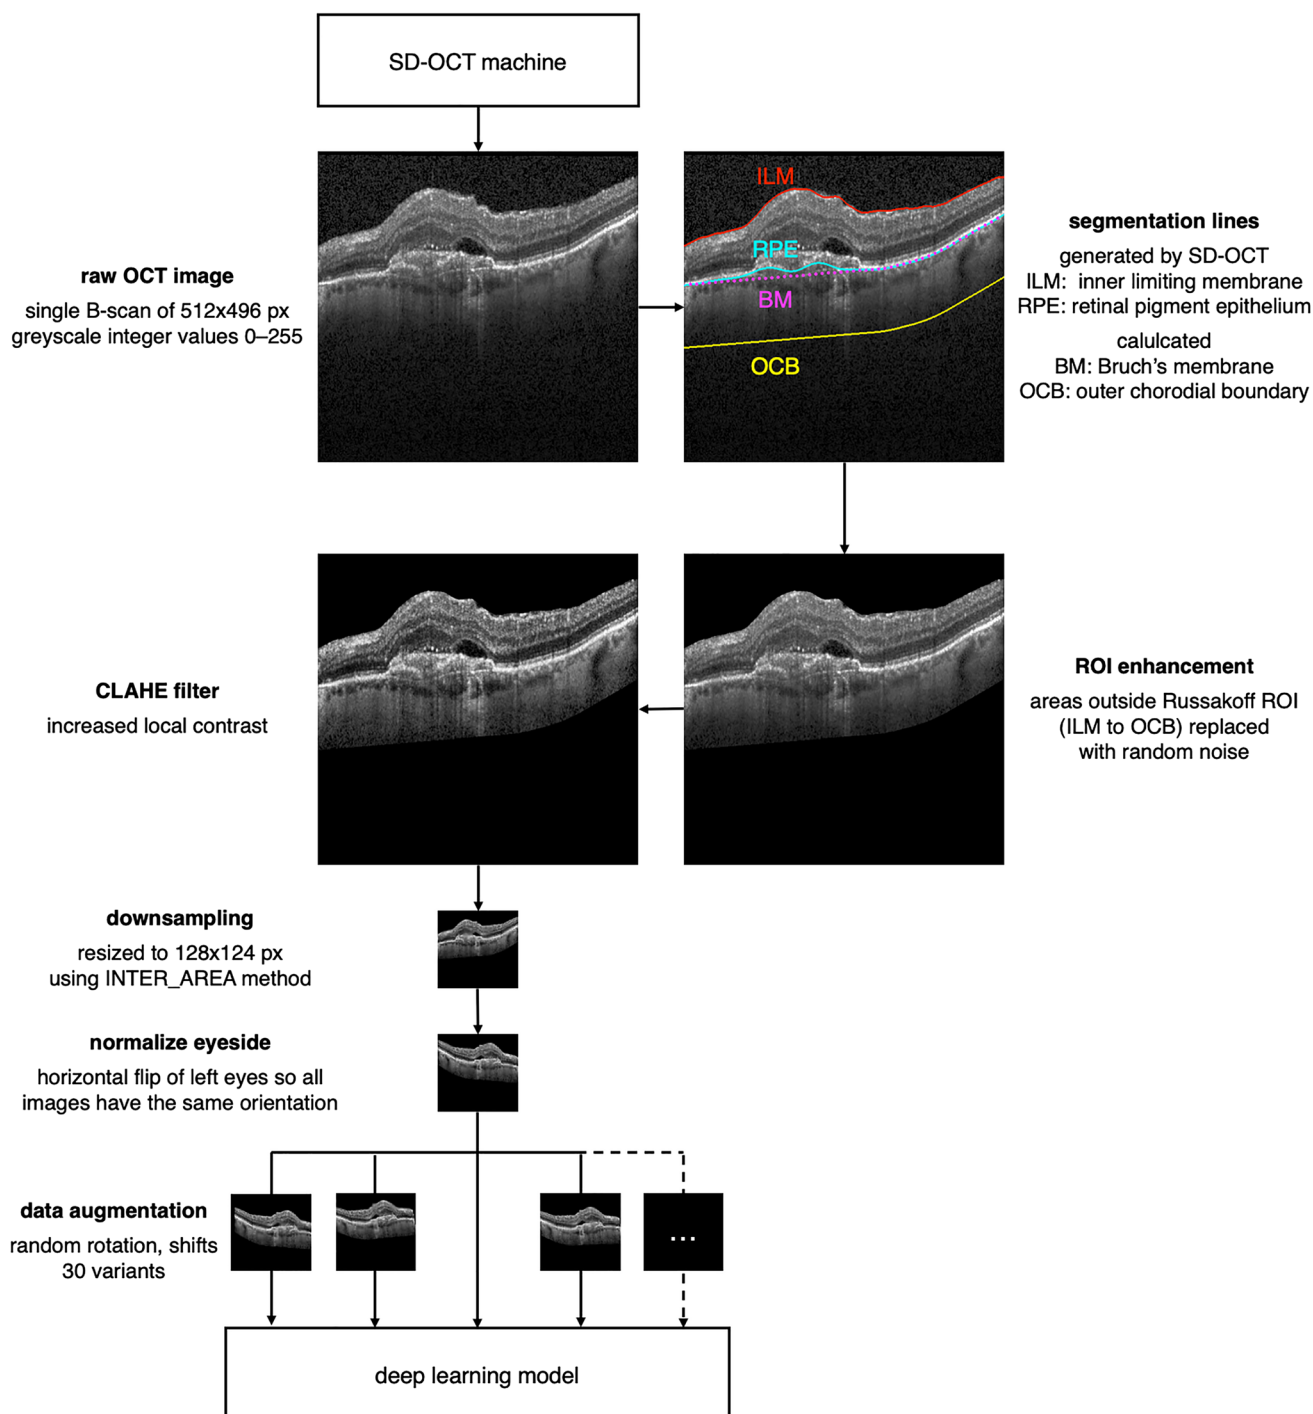 SD-OCT machine
raw OCT image
single B-scan of 512x496 px
greyscale integer values 0–255
ILM
RPE
BM
OCB
segmentation lines
generated by SD-OCT
ILM: inner limiting membrane
RPE: retinal pigment epithelium
calulcated
BM: Bruch's membrane
OCB: outer chorodial boundary
CLAHE filter
increased local contrast
ROI enhancement
areas outside Russakoff ROI
(ILM to OCB) replaced
with random noise
downsampling
resized to 128x124 px
using INTER_AREA method
normalize eyeside
horizontal flip of left eyes so all
images have the same orientation
data augmentation
random rotation, shifts
30 variants
...
deep learning model